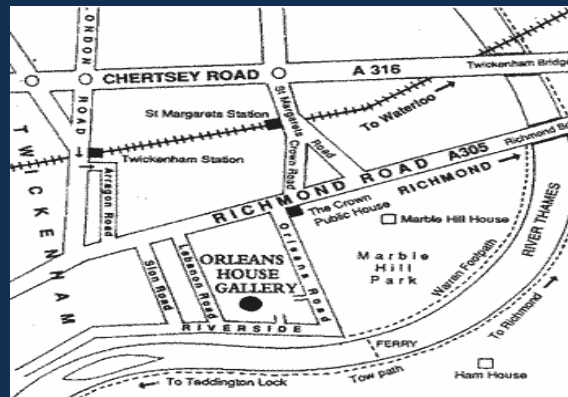 LONDON ROAD
CHERTSEY ROAD
A 316
Twickenham Bridge
St Margarets Station
St Margarets
Road
To Waterloo
Crown Road
TWICKENHAM
Twickenham Station
Arragon Road
RICHMOND ROAD A305
RICHMOND
Richmond
The Crown
Public House
Marble Hill House
Marble
Hill
Park
Sion Road
Lebanon Road
ORLEANS
HOUSE
GALLERY
Orleans Road
Warren Footpath
RIVER THAMES
RIVERSIDE
FERRY
To Richmond
Tow path
Ham House
To Teddington Lock